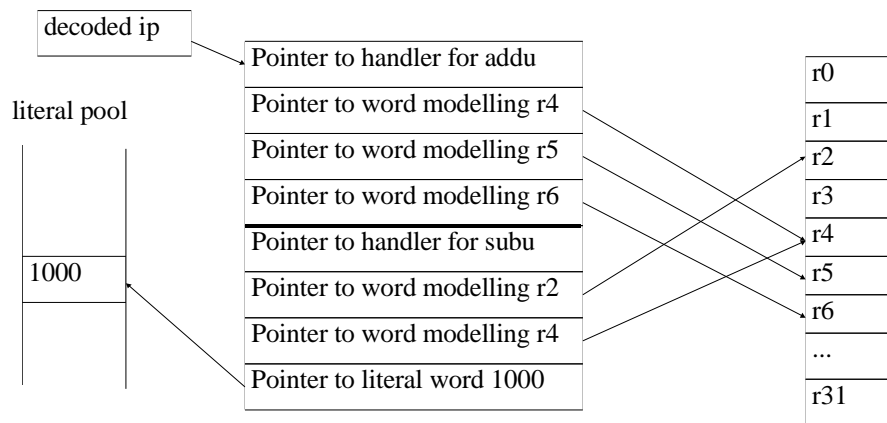 decoded ip
literal pool
1000
Pointer to handler for addu
Pointer to word modelling r4
Pointer to word modelling r5
Pointer to word modelling r6
Pointer to handler for subu
Pointer to word modelling r2
Pointer to word modelling r4
Pointer to literal word 1000
r0
r1
r2
r3
r4
r5
r6
...
r31